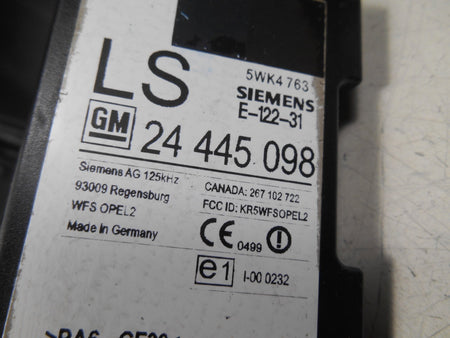 LS
5WK4 763
SIEMENS
E-122-31
GM 24 445 098
Siemens AG 125kHz
93009 Regensburg
WFS OPEL2
Made in Germany
CANADA: 267 102 722
FCC ID: KR5WFSOPEL2
CE 0499
e1 I-00 0232
>PA6